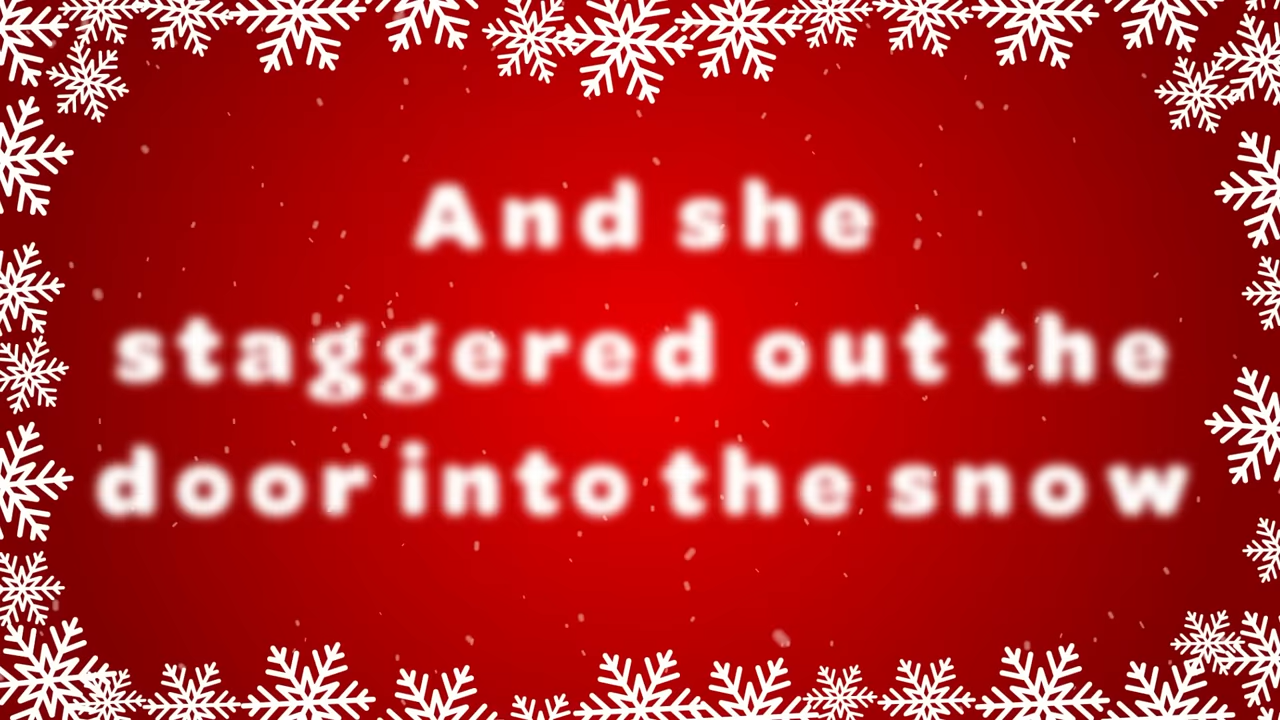 And she
staggered out the
door into the snow